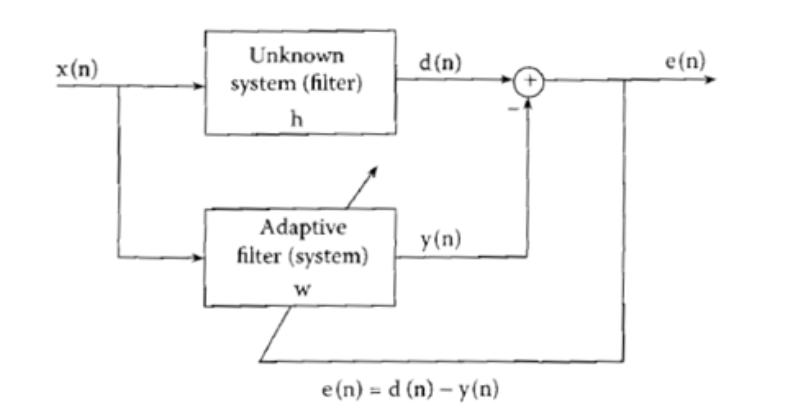 x(n)
Unknown
system (filter)
h
d(n)
+
e(n)
−
Adaptive
filter (system)
w
y(n)
e(n) = d (n) – y(n)